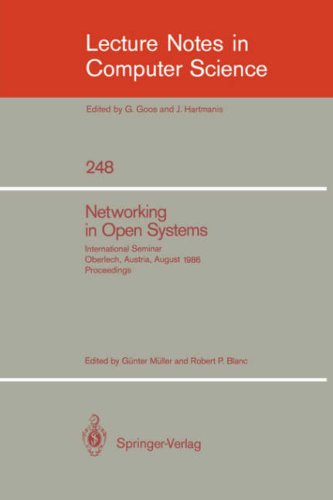 Lecture Notes in
Computer Science
Edited by G. Goos and J. Hartmanis
248
Networking
in Open Systems
International Seminar
Oberlech, Austria, August 1986
Proceedings
Edited by Günter Müller and Robert P. Blanc
Springer-Verlag